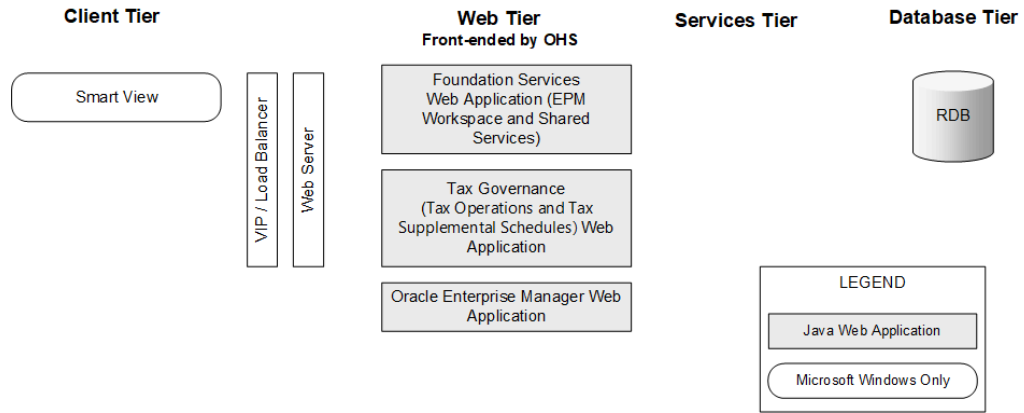 Client Tier
Web Tier
Front-ended by OHS
Services Tier
Database Tier
Smart View
VIP / Load Balancer
Web Server
Foundation Services
Web Application (EPM
Workspace and Shared
Services)
Tax Governance
(Tax Operations and Tax
Supplemental Schedules) Web
Application
Oracle Enterprise Manager Web
Application
RDB
LEGEND
Java Web Application
Microsoft Windows Only